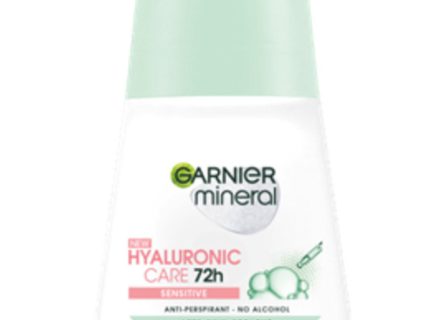 GARNIER
mineral
NEW
HYALURONIC
CARE 72h
SENSITIVE
ANTI-PERSPIRANT - NO ALCOHOL